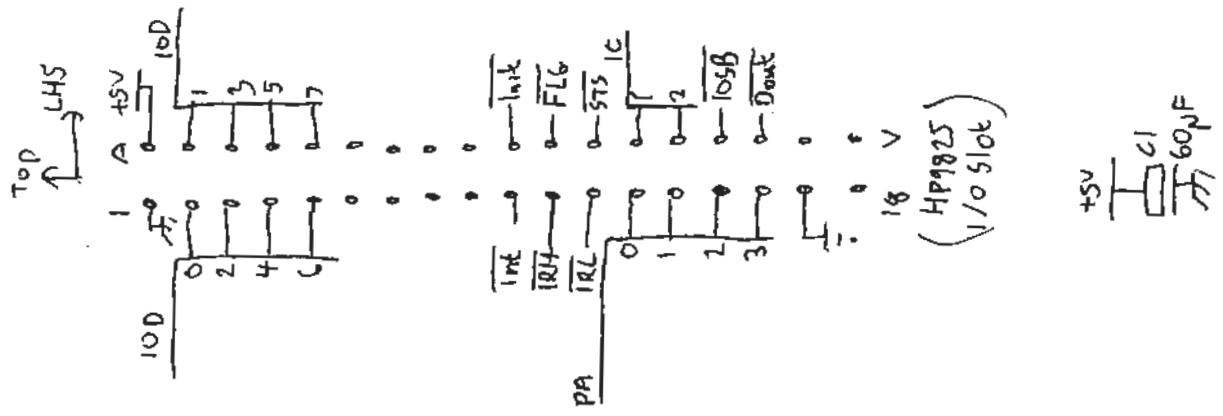 TOP
LHS
1
A
+5V
IOD
IOD
0
1
2
3
4
5
6
7
Int
Init
IRH
FLG
IRL
STS
PA
IC
0
1
1
2
2
IOSB
3
Dout
18
V
(HP9825
I/O Slot)
+5V
C1
60µF